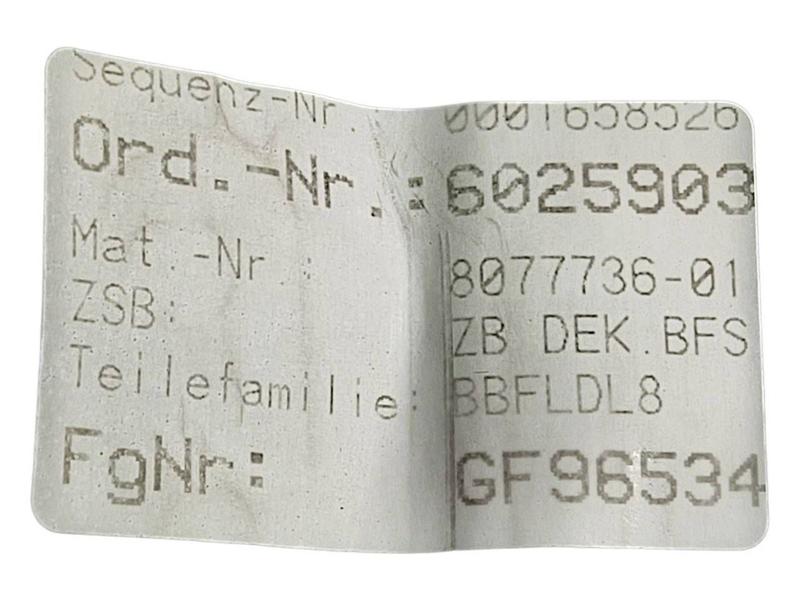 Sequenz-Nr.: 0001658526
Ord.-Nr.:6025903
Mat.-Nr.: 8077736-01
ZSB: ZB DEK.BFS
Teilefamilie: BBFLDL8
FgNr: GF96534